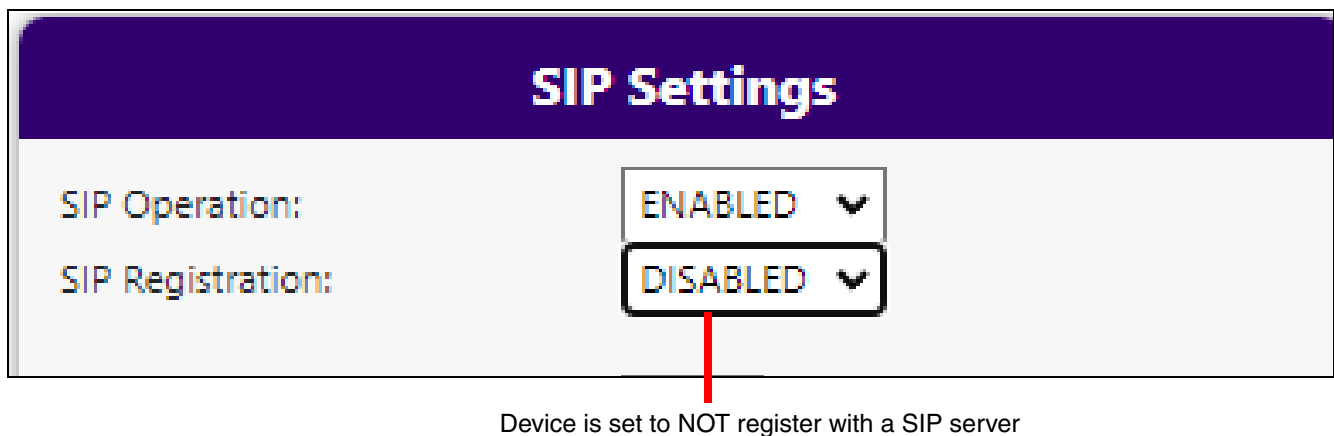 SIP Settings
SIP Operation: ENABLED
SIP Registration: DISABLED
Device is set to NOT register with a SIP server